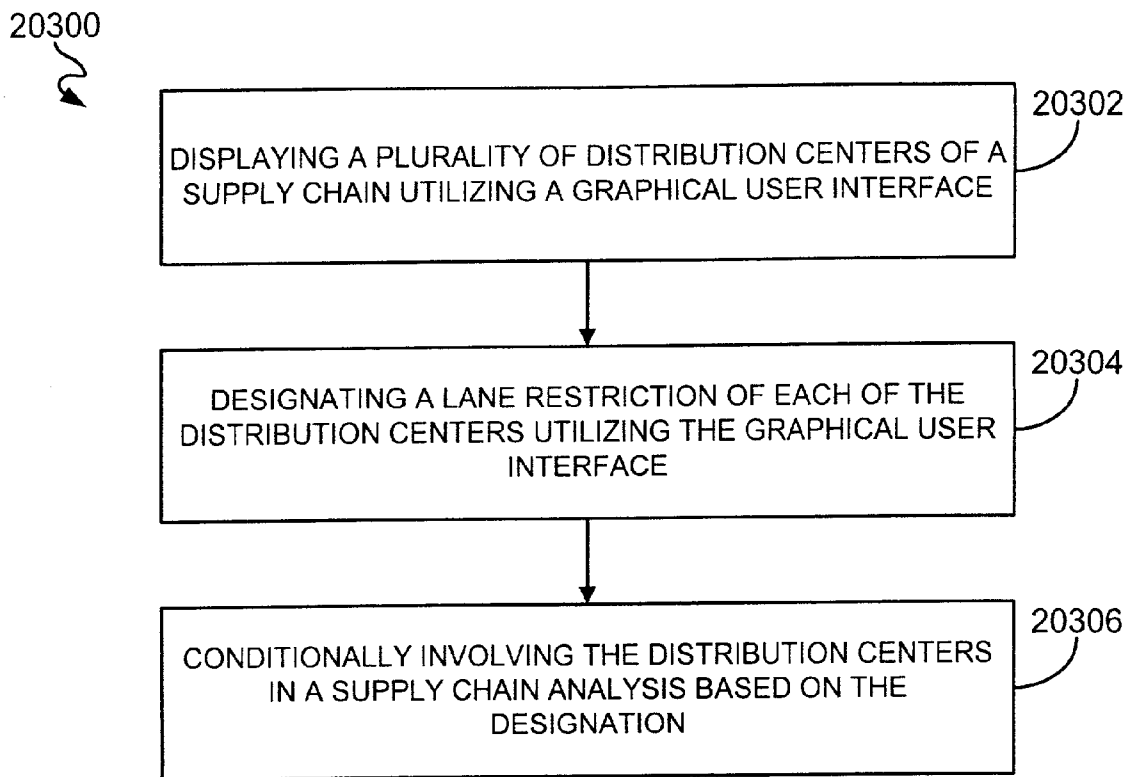 20300
20302
DISPLAYING A PLURALITY OF DISTRIBUTION CENTERS OF A
SUPPLY CHAIN UTILIZING A GRAPHICAL USER INTERFACE
20304
DESIGNATING A LANE RESTRICTION OF EACH OF THE
DISTRIBUTION CENTERS UTILIZING THE GRAPHICAL USER
INTERFACE
20306
CONDITIONALLY INVOLVING THE DISTRIBUTION CENTERS
IN A SUPPLY CHAIN ANALYSIS BASED ON THE
DESIGNATION